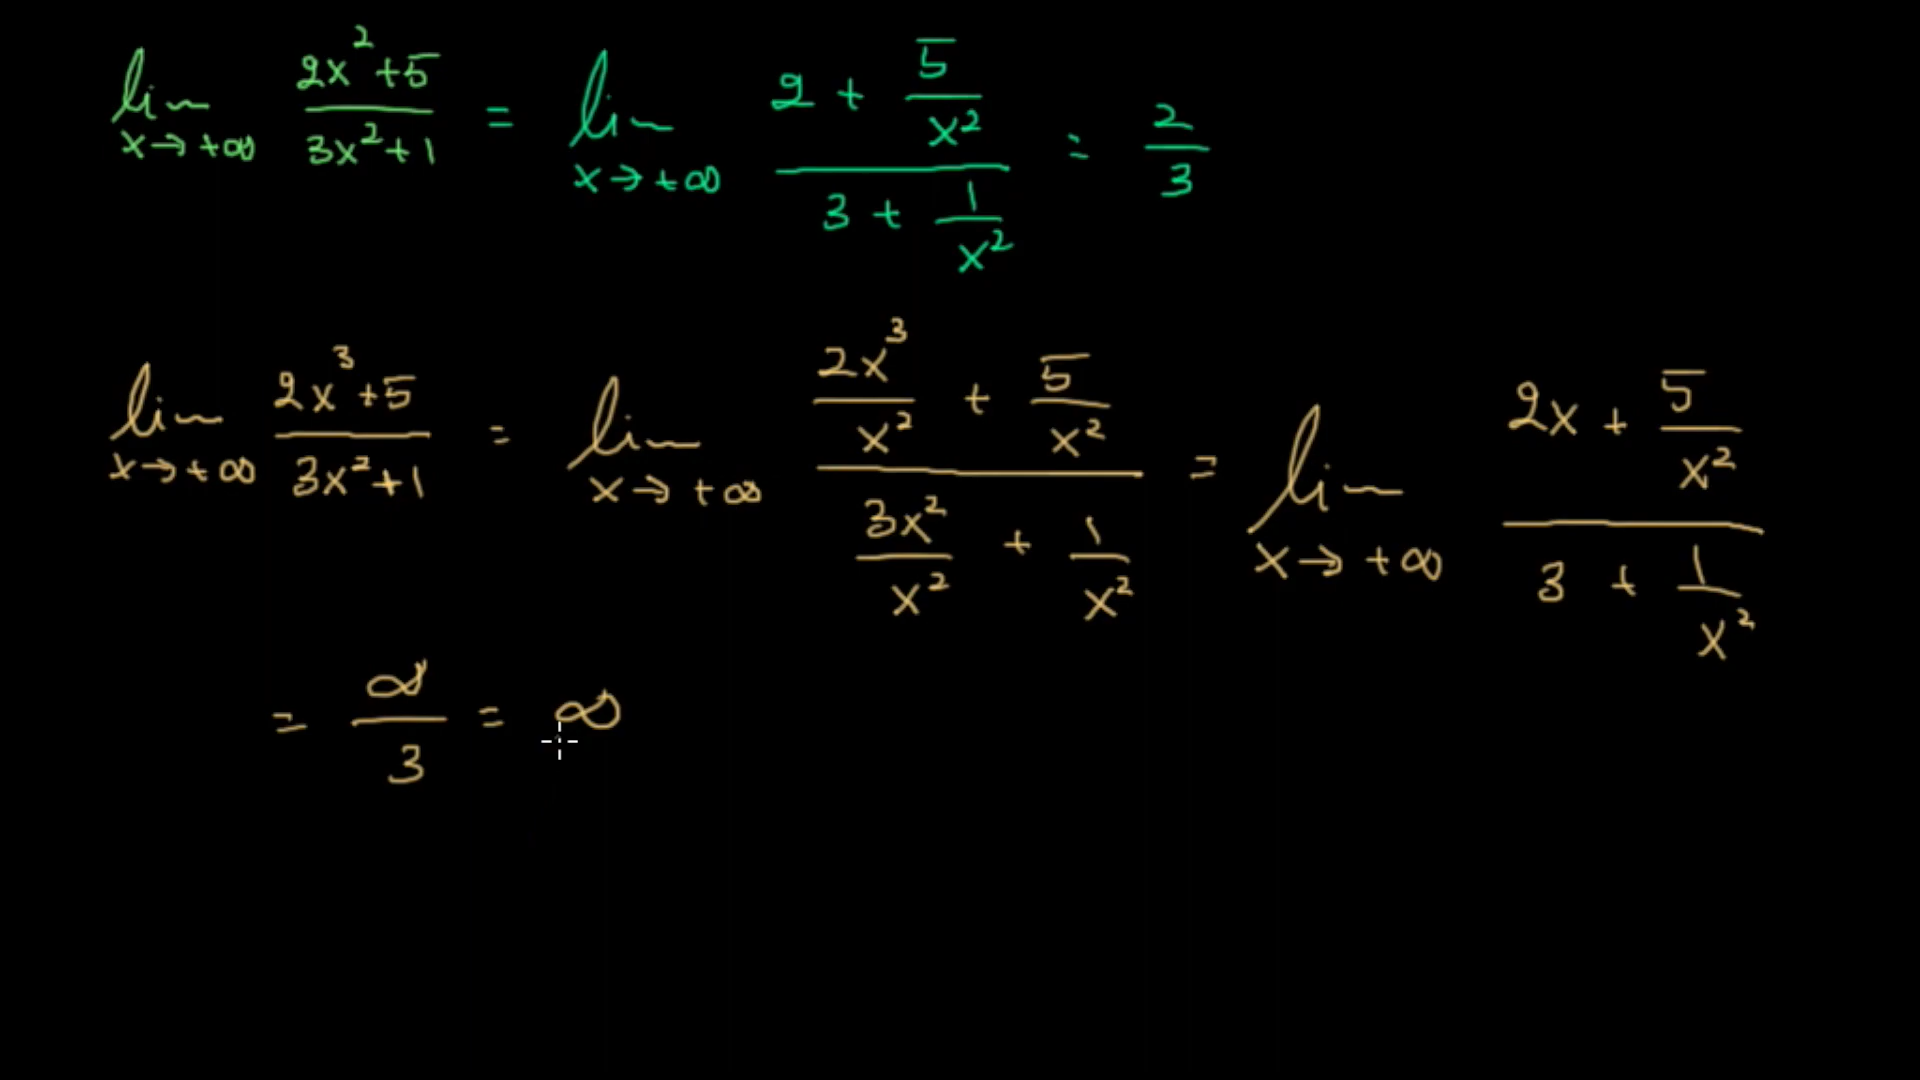 lim x→+∞ (2x²+5)/(3x²+1) = lim x→+∞ (2 + 5/x²)/(3 + 1/x²) = 2/3
lim x→+∞ (2x³+5)/(3x²+1) = lim x→+∞ (2x³/x² + 5/x²)/(3x²/x² + 1/x²) = lim x→+∞ (2x + 5/x²)/(3 + 1/x²)
= ∞/3 = ∞